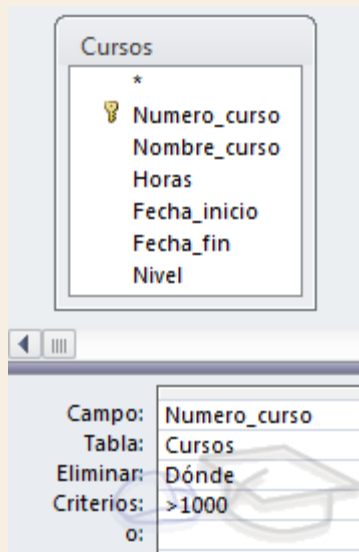 Cursos
*
Numero_curso
Nombre_curso
Horas
Fecha_inicio
Fecha_fin
Nivel
Campo: Numero_curso
Tabla: Cursos
Eliminar: Dónde
Criterios: >1000
o: